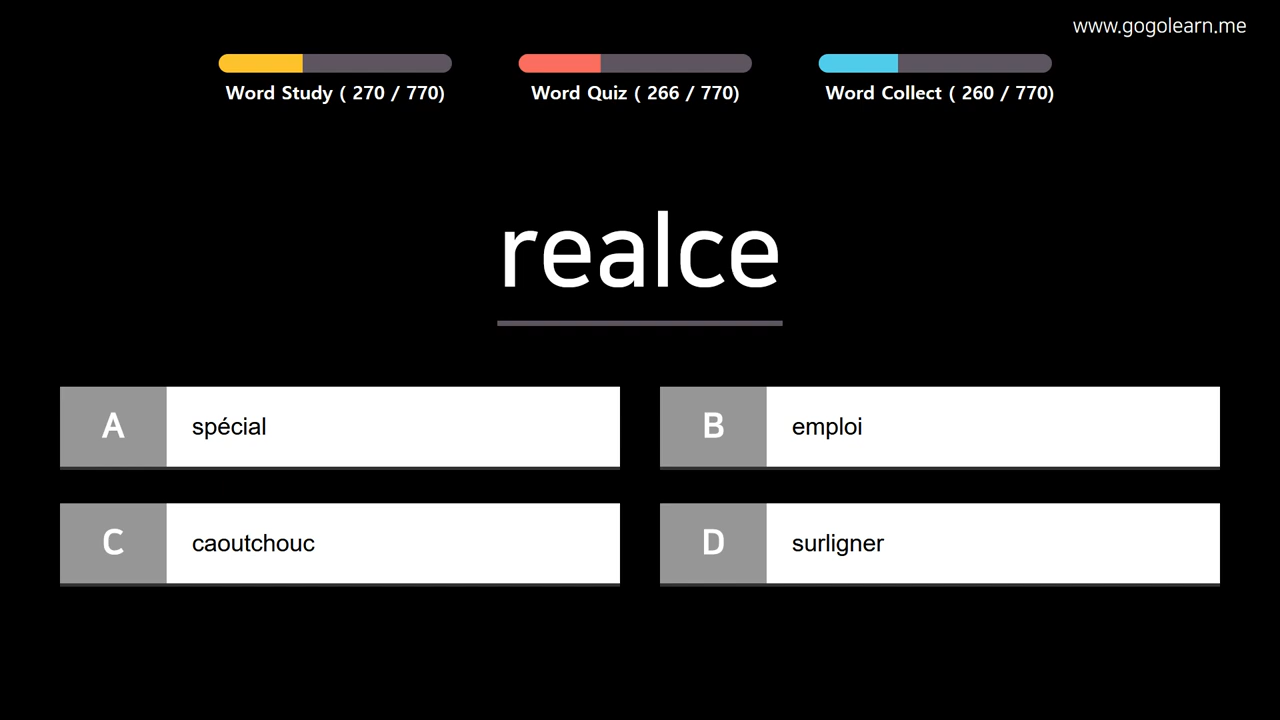 www.gogolearn.me
Word Study ( 270 / 770)
Word Quiz ( 266 / 770)
Word Collect ( 260 / 770)
realce
A spécial
B emploi
C caoutchouc
D surligner